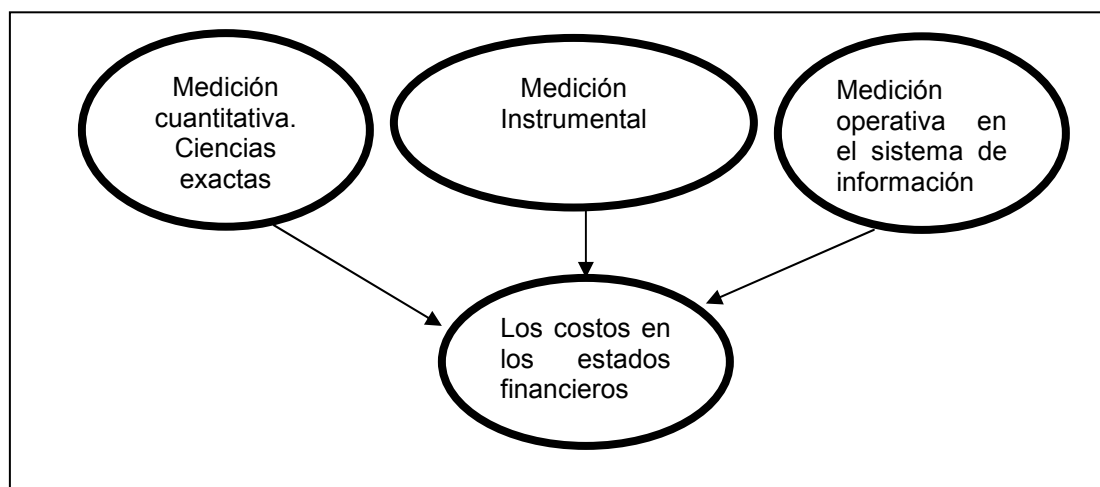 Medición
cuantitativa.
Ciencias
exactas
Medición
Instrumental
Medición
operativa en
el sistema de
información
Los costos en
los estados
financieros